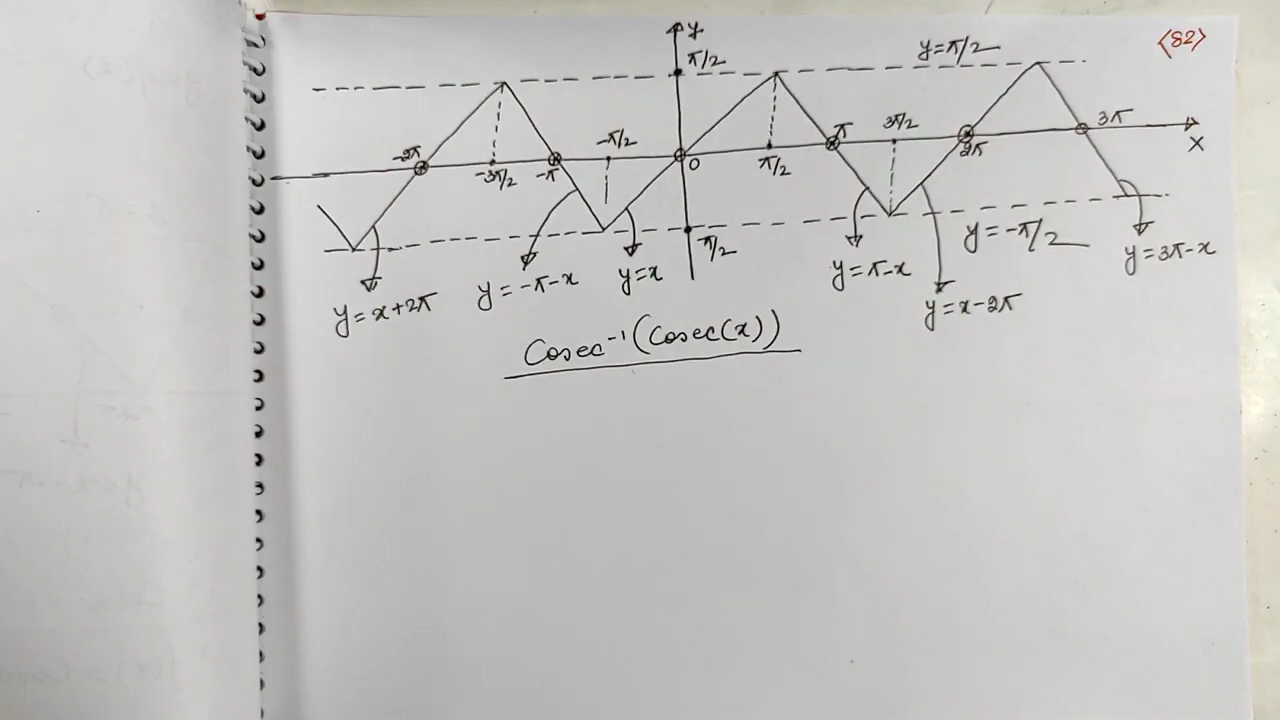 y
⟨82⟩
π/2
y=π/2
-2π
-3π/2
-π
-π/2
0
π/2
π
3π/2
2π
3π
x
π/2
y=-π/2
y=x+2π
y=-π-x
y=x
y=π-x
y=x-2π
y=3π-x
Cosec⁻¹(Cosec(x))